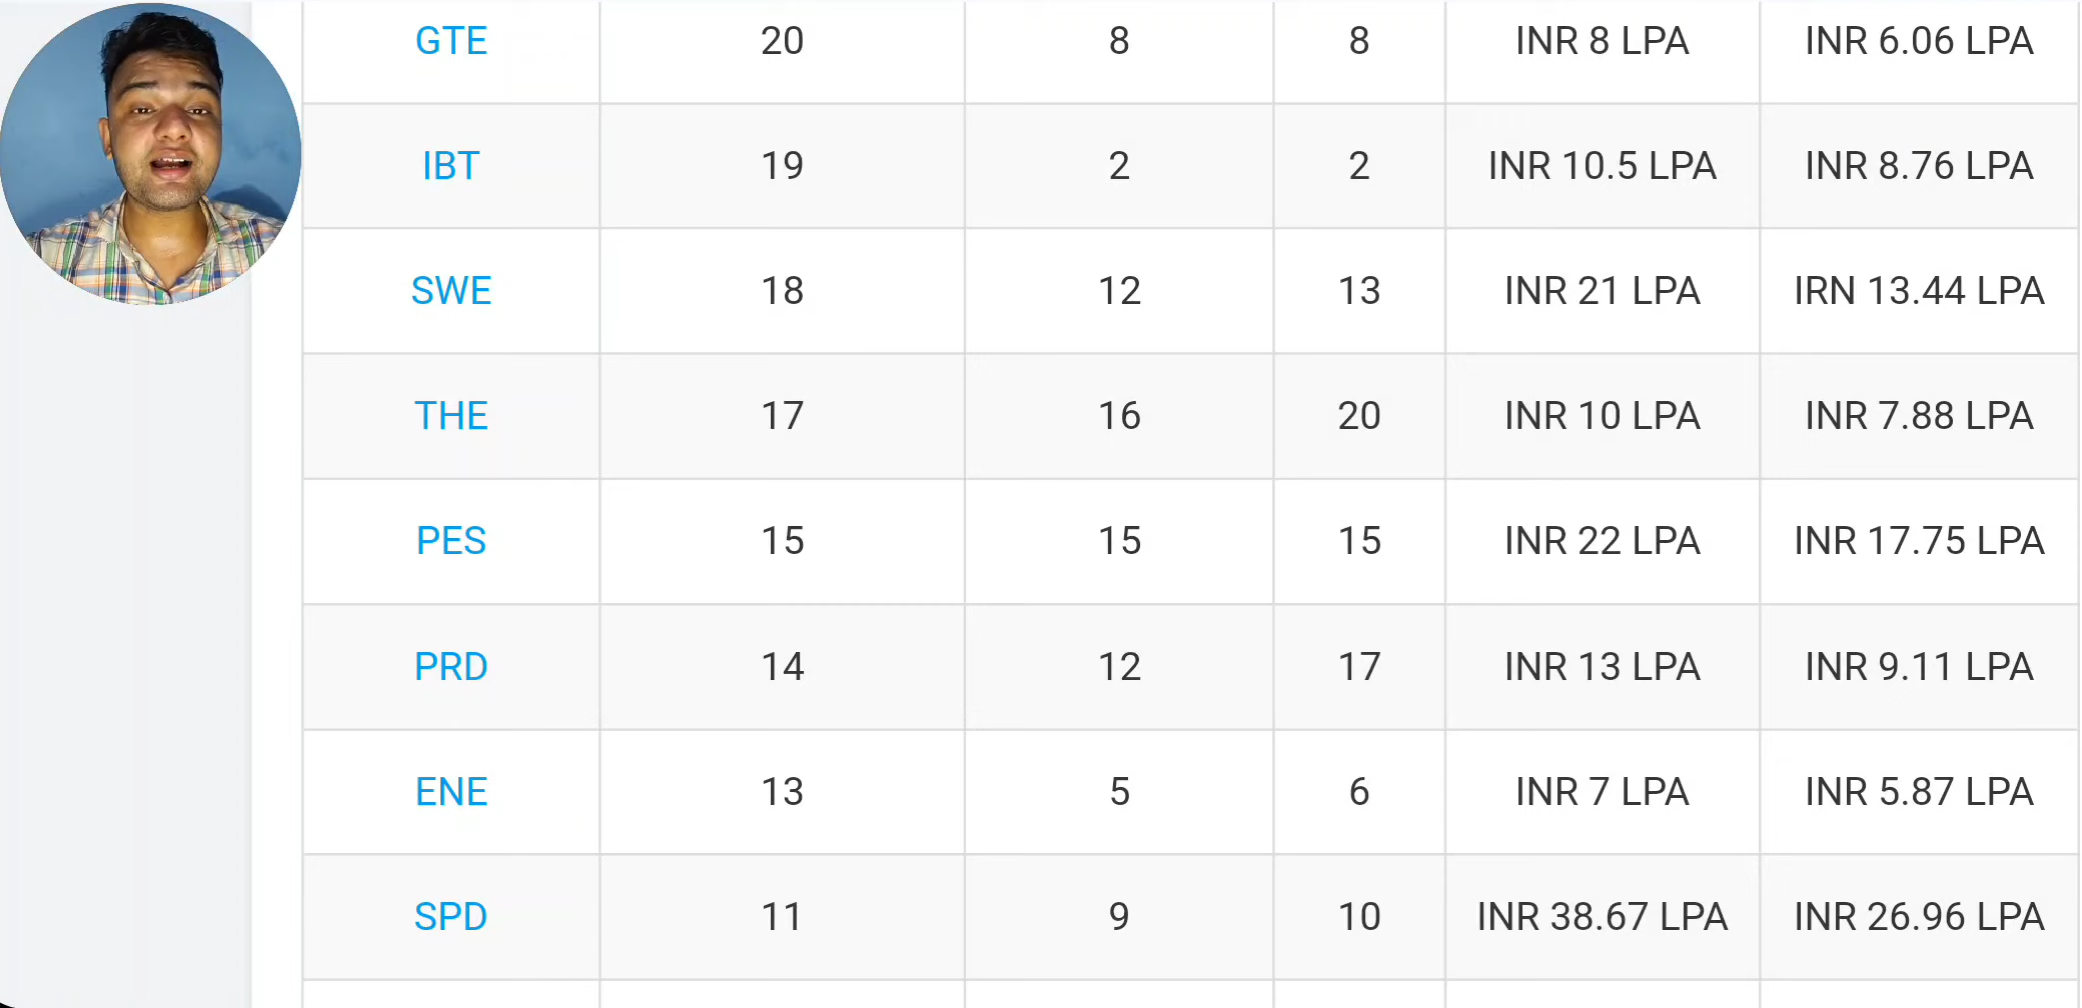 GTE 20 8 8 INR 8 LPA INR 6.06 LPA
IBT 19 2 2 INR 10.5 LPA INR 8.76 LPA
SWE 18 12 13 INR 21 LPA IRN 13.44 LPA
THE 17 16 20 INR 10 LPA INR 7.88 LPA
PES 15 15 15 INR 22 LPA INR 17.75 LPA
PRD 14 12 17 INR 13 LPA INR 9.11 LPA
ENE 13 5 6 INR 7 LPA INR 5.87 LPA
SPD 11 9 10 INR 38.67 LPA INR 26.96 LPA